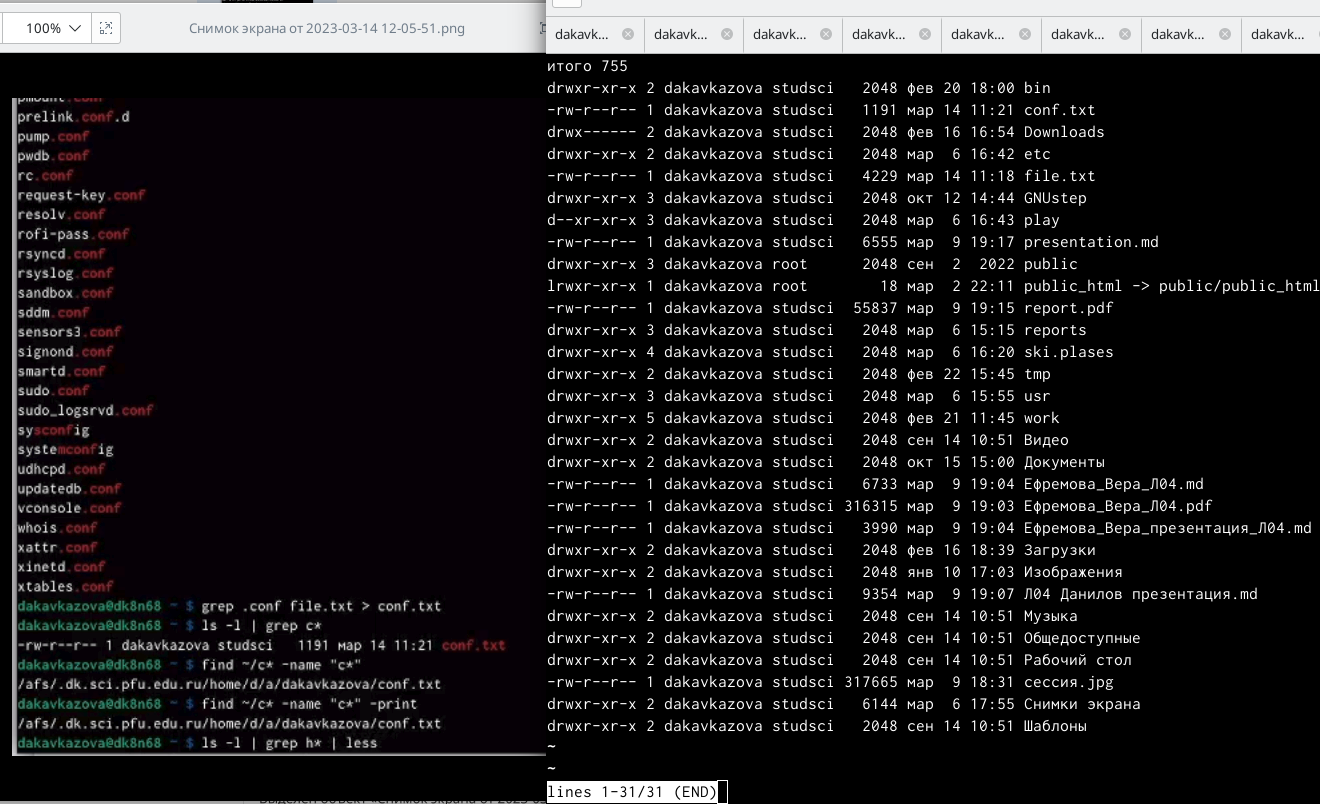 100%
Снимок экрана от 2023-03-14 12-05-51.png
pmount.conf
prelink.conf.d
pump.conf
pwdb.conf
rc.conf
request-key.conf
resolv.conf
rofi-pass.conf
rsyncd.conf
rsyslog.conf
sandbox.conf
sddm.conf
sensors3.conf
signond.conf
smartd.conf
sudo.conf
sudo_logsrvd.conf
sysconfig
systemconfig
udhcpd.conf
updatedb.conf
vconsole.conf
whois.conf
xattr.conf
xinetd.conf
xtables.conf
dakavkazova@dk8n68 ~ $ grep .conf file.txt > conf.txt
dakavkazova@dk8n68 ~ $ ls -l | grep c*
-rw-r--r-- 1 dakavkazova studsci   1191 мар 14 11:21 conf.txt
dakavkazova@dk8n68 ~ $ find ~/c* -name "c*"
/afs/.dk.sci.pfu.edu.ru/home/d/a/dakavkazova/conf.txt
dakavkazova@dk8n68 ~ $ find ~/c* -name "c*" -print
/afs/.dk.sci.pfu.edu.ru/home/d/a/dakavkazova/conf.txt
dakavkazova@dk8n68 ~ $ ls -l | grep h* | less
dakavk... dakavk... dakavk... dakavk... dakavk... dakavk... dakavk... dakavk...
итого 755
drwxr-xr-x 2 dakavkazova studsci   2048 фев 20 18:00 bin
-rw-r--r-- 1 dakavkazova studsci   1191 мар 14 11:21 conf.txt
drwx------ 2 dakavkazova studsci   2048 фев 16 16:54 Downloads
drwxr-xr-x 2 dakavkazova studsci   2048 мар  6 16:42 etc
-rw-r--r-- 1 dakavkazova studsci   4229 мар 14 11:18 file.txt
drwxr-xr-x 3 dakavkazova studsci   2048 окт 12 14:44 GNUstep
d--xr-xr-x 3 dakavkazova studsci   2048 мар  6 16:43 play
-rw-r--r-- 1 dakavkazova studsci   6555 мар  9 19:17 presentation.md
drwxr-xr-x 3 dakavkazova root      2048 сен  2  2022 public
lrwxr-xr-x 1 dakavkazova root        18 мар  2 22:11 public_html -> public/public_html
-rw-r--r-- 1 dakavkazova studsci  55837 мар  9 19:15 report.pdf
drwxr-xr-x 3 dakavkazova studsci   2048 мар  6 15:15 reports
drwxr-xr-x 4 dakavkazova studsci   2048 мар  6 16:20 ski.plases
drwxr-xr-x 2 dakavkazova studsci   2048 фев 22 15:45 tmp
drwxr-xr-x 3 dakavkazova studsci   2048 мар  6 15:55 usr
drwxr-xr-x 5 dakavkazova studsci   2048 фев 21 11:45 work
drwxr-xr-x 2 dakavkazova studsci   2048 сен 14 10:51 Видео
drwxr-xr-x 2 dakavkazova studsci   2048 окт 15 15:00 Документы
-rw-r--r-- 1 dakavkazova studsci   6733 мар  9 19:04 Ефремова_Вера_Л04.md
-rw-r--r-- 1 dakavkazova studsci 316315 мар  9 19:03 Ефремова_Вера_Л04.pdf
-rw-r--r-- 1 dakavkazova studsci   3990 мар  9 19:04 Ефремова_Вера_презентация_Л04.md
drwxr-xr-x 2 dakavkazova studsci   2048 фев 16 18:39 Загрузки
drwxr-xr-x 2 dakavkazova studsci   2048 янв 10 17:03 Изображения
-rw-r--r-- 1 dakavkazova studsci   9354 мар  9 19:07 Л04 Данилов презентация.md
drwxr-xr-x 2 dakavkazova studsci   2048 сен 14 10:51 Музыка
drwxr-xr-x 2 dakavkazova studsci   2048 сен 14 10:51 Общедоступные
drwxr-xr-x 2 dakavkazova studsci   2048 сен 14 10:51 Рабочий стол
-rw-r--r-- 1 dakavkazova studsci 317665 мар  9 18:31 сессия.jpg
drwxr-xr-x 2 dakavkazova studsci   6144 мар  6 17:55 Снимки экрана
drwxr-xr-x 2 dakavkazova studsci   2048 сен 14 10:51 Шаблоны
~
~
lines 1-31/31 (END)